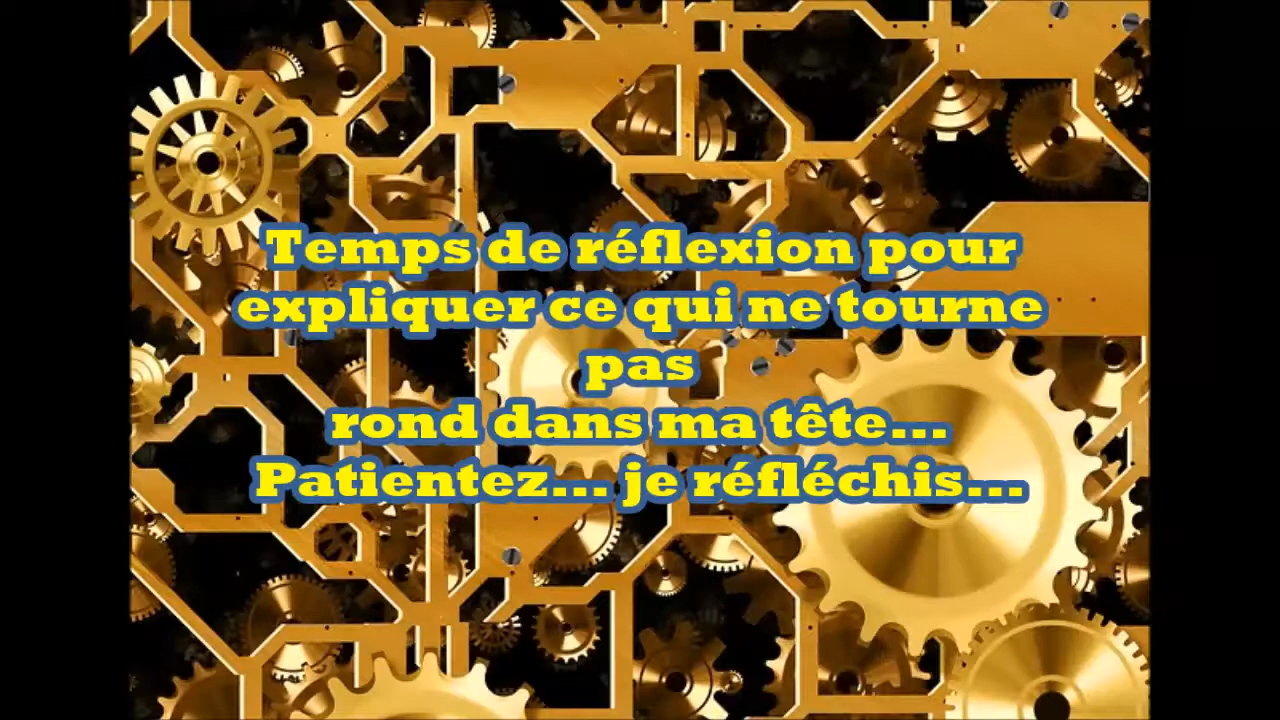 Temps de réflexion pour
expliquer ce qui ne tourne
pas
rond dans ma tête...
Patientez... je réfléchis...